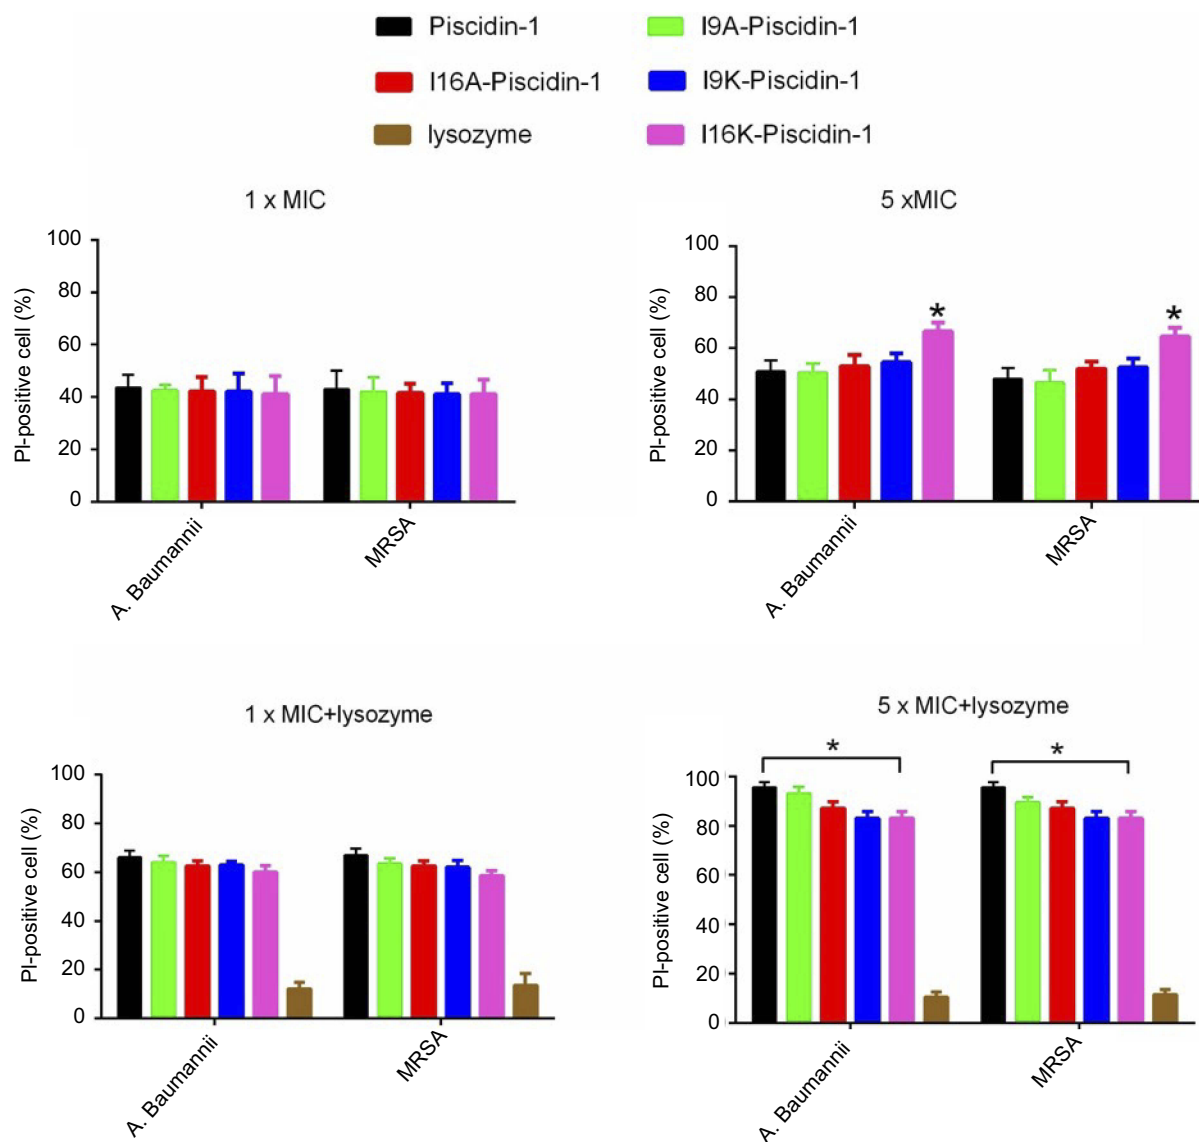 Piscidin-1
I9A-Piscidin-1
I16A-Piscidin-1
I9K-Piscidin-1
lysozyme
I16K-Piscidin-1
1 x MIC
PI-positive cell (%)
100
80
60
40
20
0
A. Baumannii
MRSA
5 xMIC
PI-positive cell (%)
100
80
60
40
20
0
*
*
A. Baumannii
MRSA
1 x MIC+lysozyme
PI-positive cell (%)
100
80
60
40
20
0
A. Baumannii
MRSA
5 x MIC+lysozyme
PI-positive cell (%)
100
80
60
40
20
0
*
*
A. Baumannii
MRSA